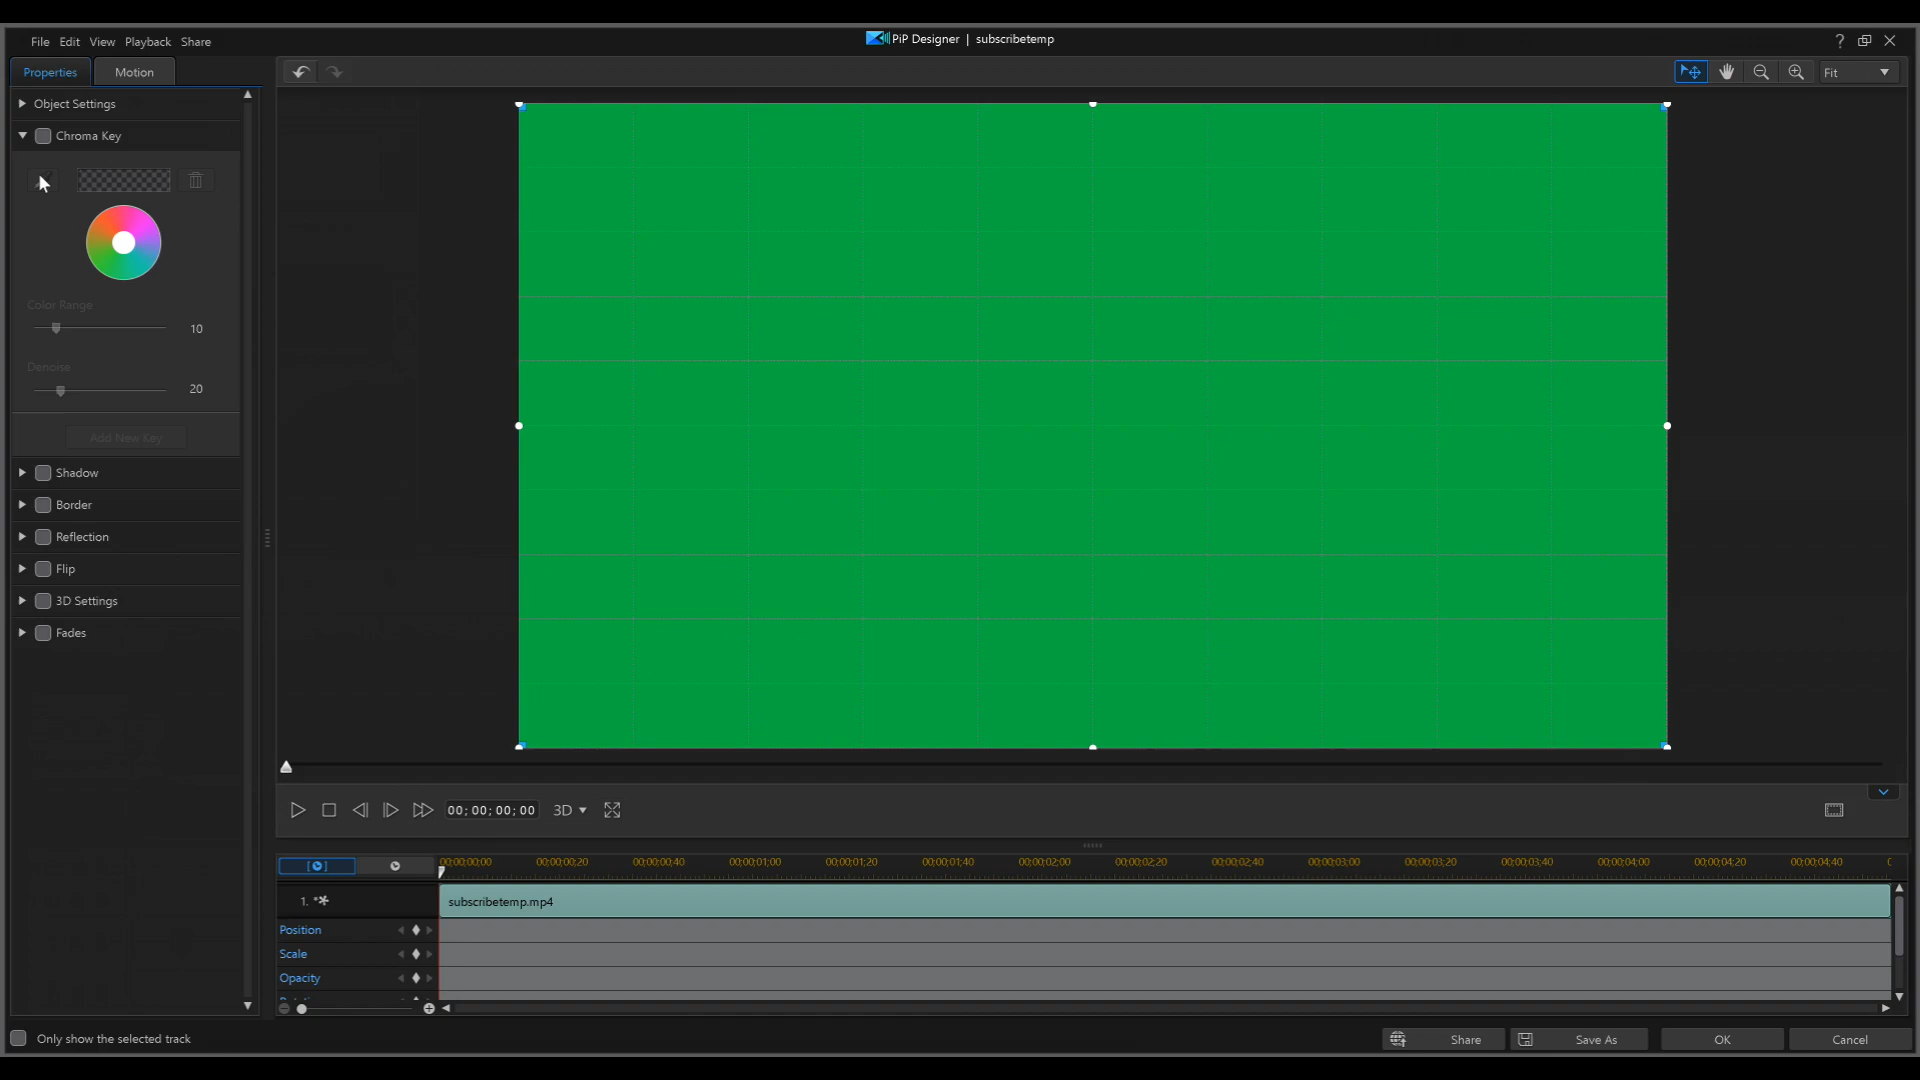 File Edit View Playback Share
PiP Designer | subscribetemp
?
Properties Motion
Fit
Object Settings
Chroma Key
Color Range
10
Denoise
20
Add New Key
Shadow
Border
Reflection
Flip
3D Settings
Fades
00; 00; 00; 00 3D
00;00;00;00 00;00;00;20 00;00;00;40 00;00;01;00 00;00;01;20 00;00;01;40 00;00;02;00 00;00;02;20 00;00;02;40 00;00;03;00 00;00;03;20 00;00;03;40 00;00;04;00 00;00;04;20 00;00;04;40
1. subscribetemp.mp4
Position
Scale
Opacity
Only show the selected track
Share Save As OK Cancel